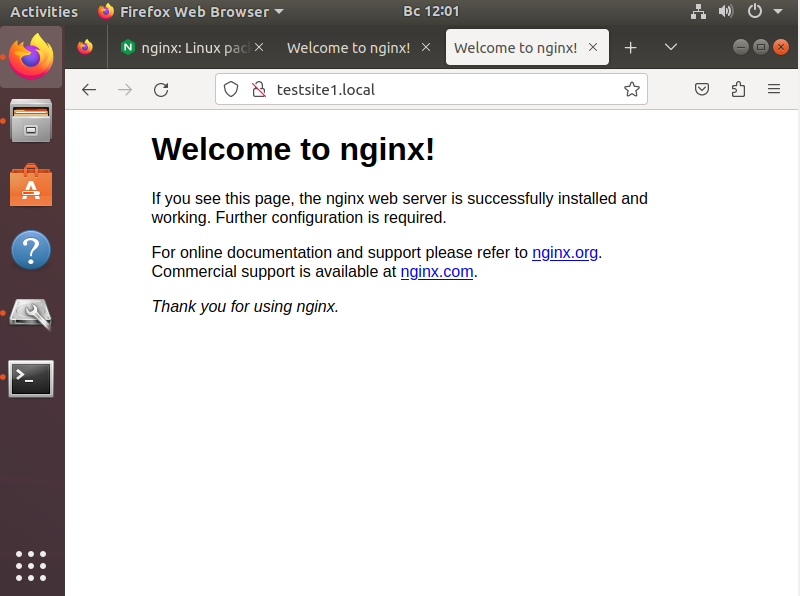 Activities
Firefox Web Browser
Вс 12:01
nginx: Linux pac
Welcome to nginx!
Welcome to nginx!
testsite1.local
Welcome to nginx!
If you see this page, the nginx web server is successfully installed and
working. Further configuration is required.
For online documentation and support please refer to nginx.org.
Commercial support is available at nginx.com.
Thank you for using nginx.